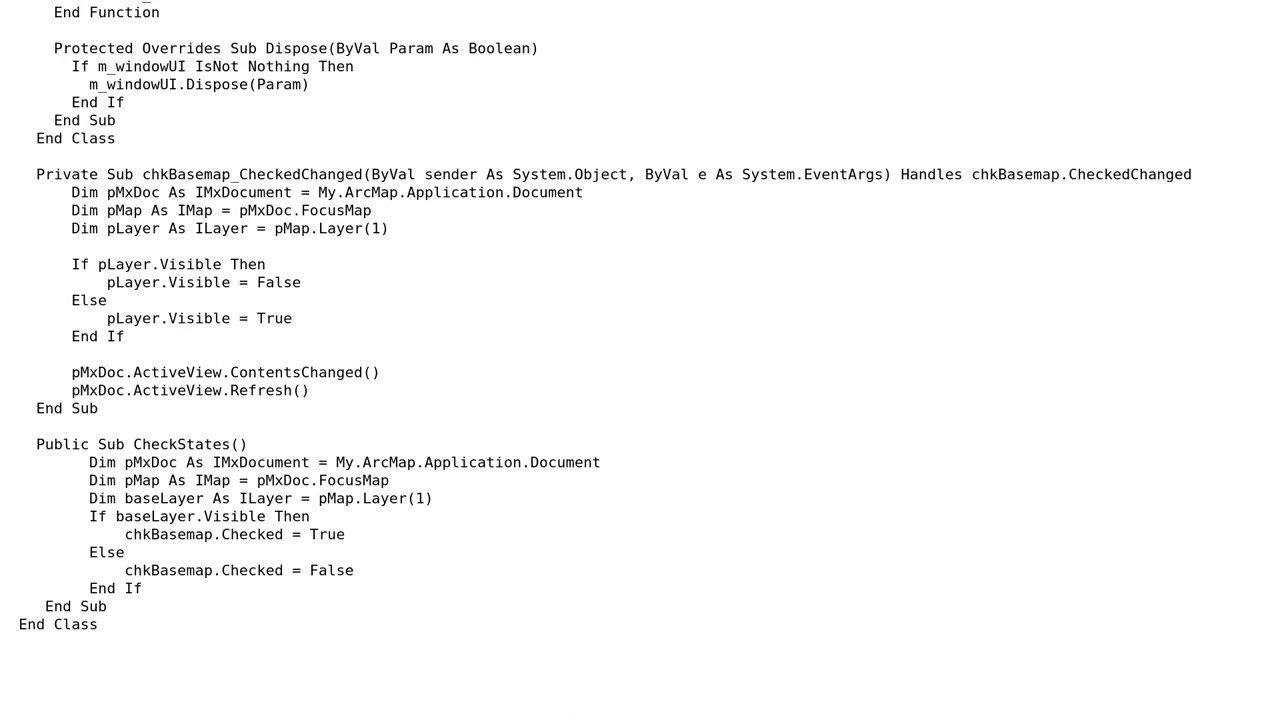 End Function
Protected Overrides Sub Dispose(ByVal Param As Boolean)
If m_windowUI IsNot Nothing Then
m_windowUI.Dispose(Param)
End If
End Sub
End Class
Private Sub chkBasemap_CheckedChanged(ByVal sender As System.Object, ByVal e As System.EventArgs) Handles chkBasemap.CheckedChanged
Dim pMxDoc As IMxDocument = My.ArcMap.Application.Document
Dim pMap As IMap = pMxDoc.FocusMap
Dim pLayer As ILayer = pMap.Layer(1)
If pLayer.Visible Then
pLayer.Visible = False
Else
pLayer.Visible = True
End If
pMxDoc.ActiveView.ContentsChanged()
pMxDoc.ActiveView.Refresh()
End Sub
Public Sub CheckStates()
Dim pMxDoc As IMxDocument = My.ArcMap.Application.Document
Dim pMap As IMap = pMxDoc.FocusMap
Dim baseLayer As ILayer = pMap.Layer(1)
If baseLayer.Visible Then
chkBasemap.Checked = True
Else
chkBasemap.Checked = False
End If
End Sub
End Class